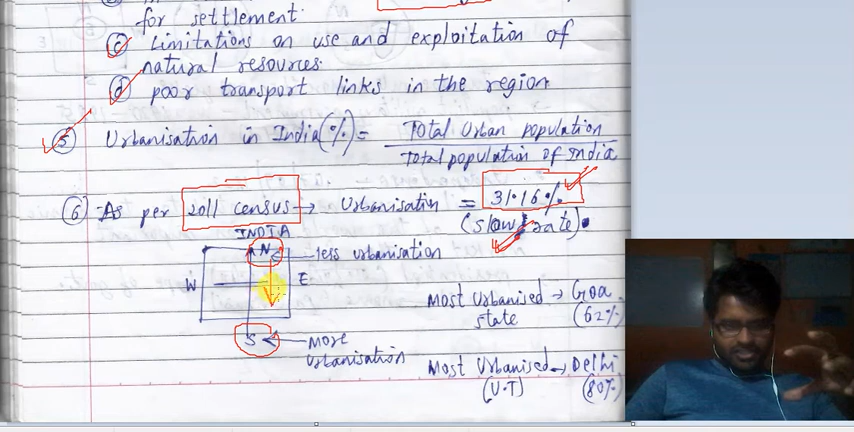 for settlement.
(c) Limitations on use and exploitation of
natural resources.
(d) poor transport links in the region
(5) Urbanisation in India(%) = Total Urban population
Total population of India
(6) As per 2011 census → Urbanisation = 31.16%
(slow rate).
INDIA
N
less urbanisation
W
E
Most Urbanised → Goa
state (62%)
S
More
Urbanisation
Most Urbanised → Delhi
(U.T) (80%)